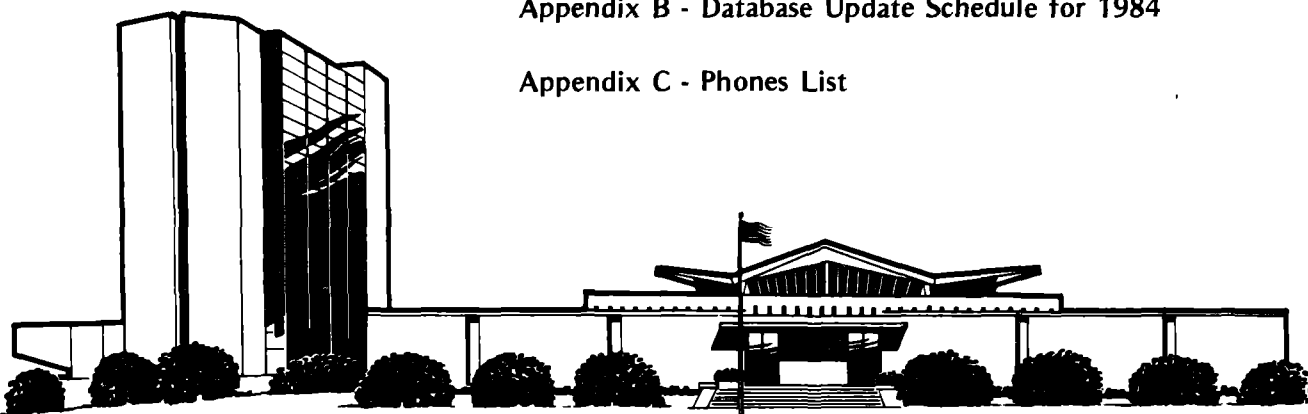 Appendix B - Database Update Schedule for 1984
Appendix C - Phones List